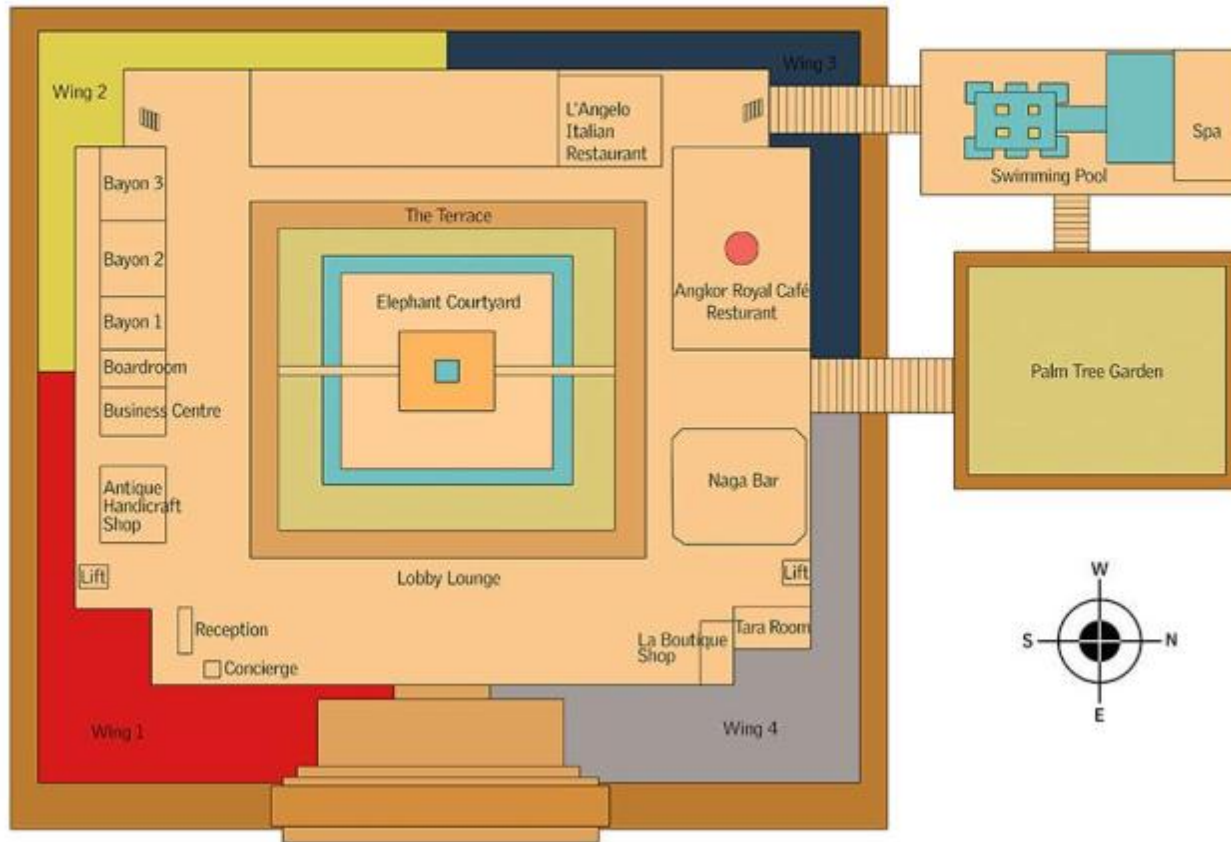 Wing 2
Wing 3
L'Angelo
Italian
Restaurant
Spa
Swimming Pool
Bayon 3
The Terrace
Bayon 2
Elephant Courtyard
Angkor Royal Café
Resturant
Bayon 1
Boardroom
Palm Tree Garden
Business Centre
Antique
Handicraft
Shop
Naga Bar
Lift
Lobby Lounge
Lift
Reception
La Boutique
Shop
Tara Room
Concierge
W
S
N
E
Wing 1
Wing 4